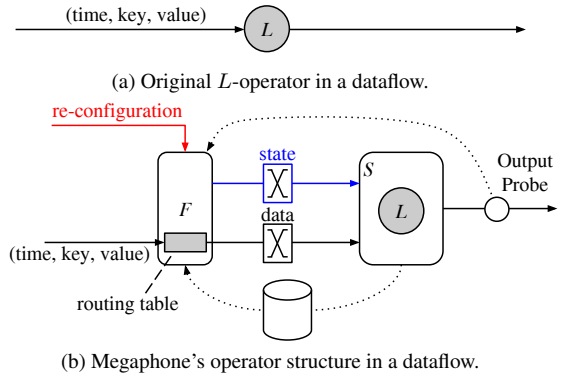 (time, key, value)
L
(a) Original L-operator in a dataflow.
re-configuration
state
S
Output
Probe
F
L
data
(time, key, value)
routing table
(b) Megaphone's operator structure in a dataflow.